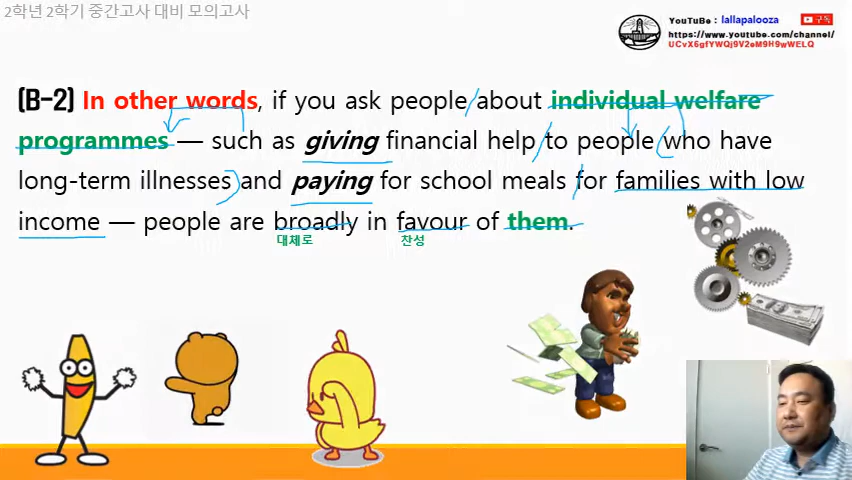 2학년 2학기 중간고사 대비 모의고사
YouTuBe : lallapalooza 구독
https://www.youtube.com/channel/
UCvX6gfYWQj9V2eM9H9wWELQ
(B-2) In other words, if you ask people about individual welfare
programmes — such as giving financial help to people who have
long-term illnesses and paying for school meals for families with low
income — people are broadly in favour of them.
대체로 찬성